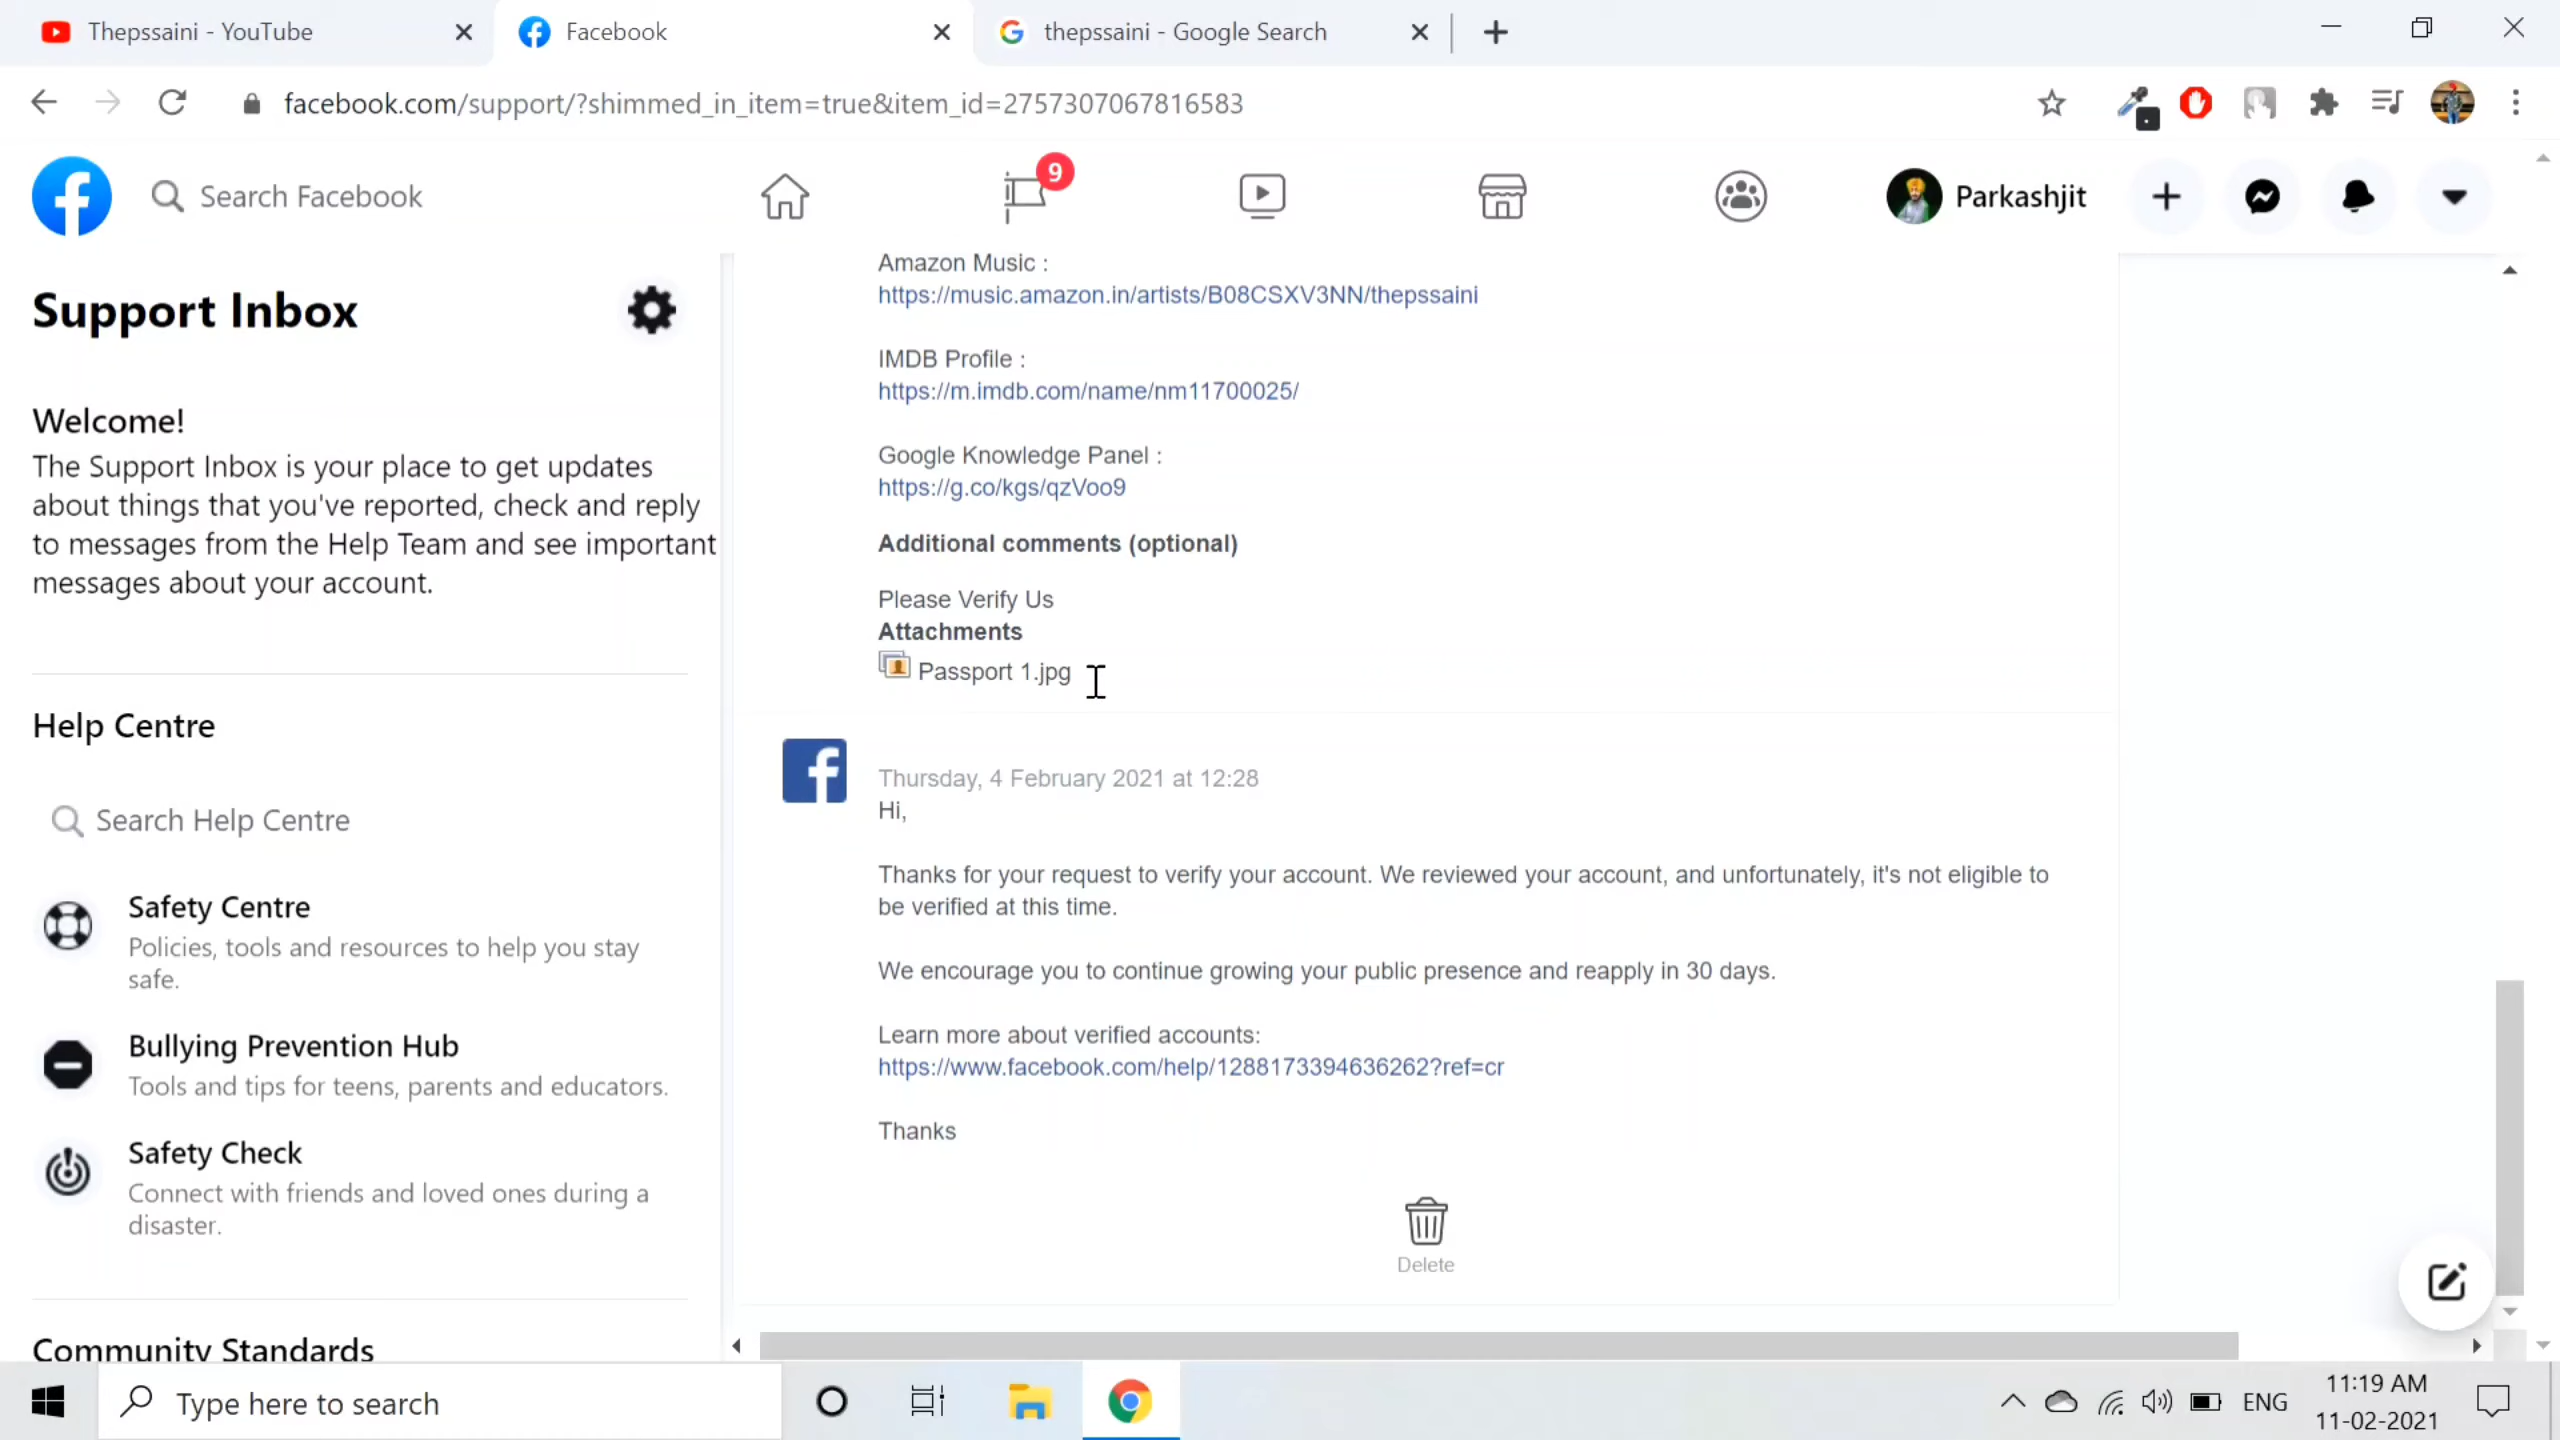 Thepssaini - YouTube
Facebook
thepssaini - Google Search
facebook.com/support/?shimmed_in_item=true&item_id=2757307067816583
Search Facebook
9
Parkashjit
Support Inbox
Welcome!
The Support Inbox is your place to get updates
about things that you've reported, check and reply
to messages from the Help Team and see important
messages about your account.
Help Centre
Search Help Centre
Safety Centre
Policies, tools and resources to help you stay
safe.
Bullying Prevention Hub
Tools and tips for teens, parents and educators.
Safety Check
Connect with friends and loved ones during a
disaster.
Community Standards
Amazon Music :
https://music.amazon.in/artists/B08CSXV3NN/thepssaini
IMDB Profile :
https://m.imdb.com/name/nm11700025/
Google Knowledge Panel :
https://g.co/kgs/qzVoo9
Additional comments (optional)
Please Verify Us
Attachments
Passport 1.jpg
Thursday, 4 February 2021 at 12:28
Hi,
Thanks for your request to verify your account. We reviewed your account, and unfortunately, it's not eligible to
be verified at this time.
We encourage you to continue growing your public presence and reapply in 30 days.
Learn more about verified accounts:
https://www.facebook.com/help/1288173394636262?ref=cr
Thanks
Delete
Type here to search
ENG
11:19 AM
11-02-2021